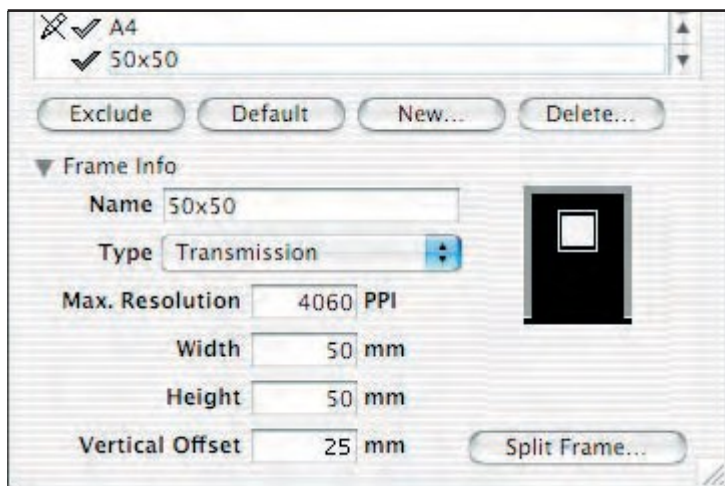 A4
50x50
Exclude Default New... Delete...
Frame Info
Name 50x50
Type Transmission
Max. Resolution 4060 PPI
Width 50 mm
Height 50 mm
Vertical Offset 25 mm Split Frame...